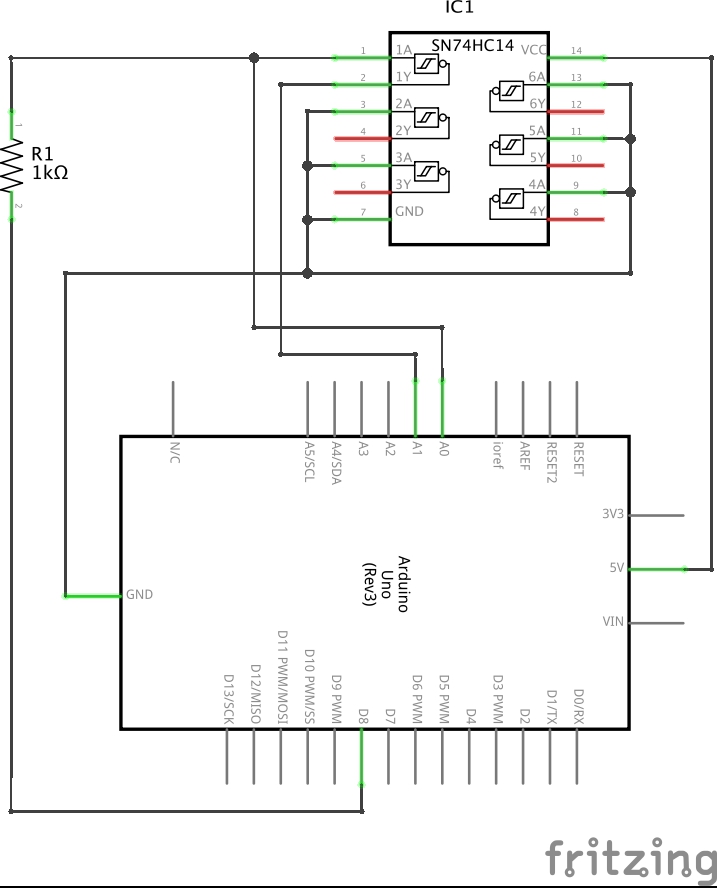 IC1
SN74HC14
1 1A VCC 14
2 1Y 6A 13
3 2A 6Y 12
4 2Y 5A 11
5 3A 5Y 10
6 3Y 4A 9
7 GND 4Y 8
1
R1
1kΩ
2
N/C
A5/SCL
A4/SDA
A3
A2
A1
A0
ioref
AREF
RESET2
RESET
3V3
5V
VIN
GND
Arduino
Uno
(Rev3)
D13/SCK
D12/MISO
D11 PWM/MOSI
D10 PWM/SS
D9 PWM
D8
D7
D6 PWM
D5 PWM
D4
D3 PWM
D2
D1/TX
D0/RX
fritzing